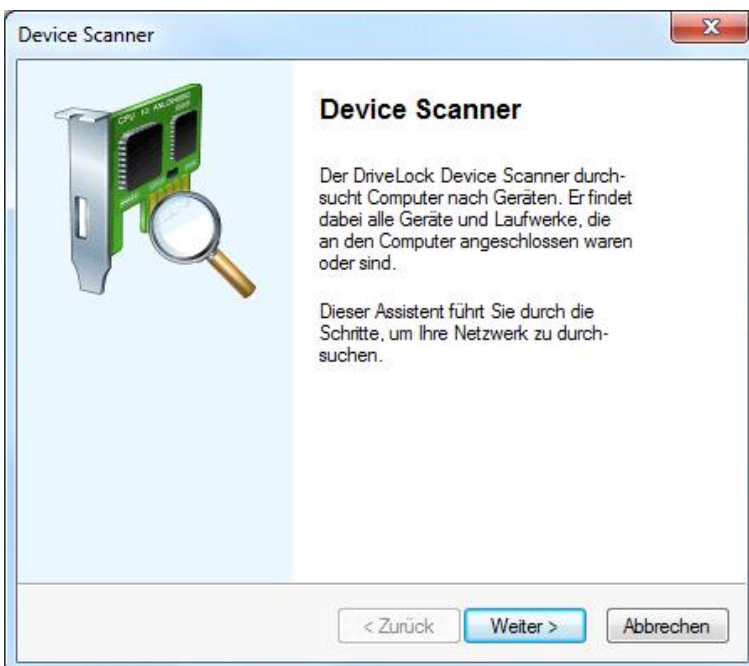 Device Scanner
Device Scanner
Der DriveLock Device Scanner durch-
sucht Computer nach Geräten. Er findet
dabei alle Geräte und Laufwerke, die
an den Computer angeschlossen waren
oder sind.
Dieser Assistent führt Sie durch die
Schritte, um Ihre Netzwerk zu durch-
suchen.
< Zurück
Weiter >
Abbrechen